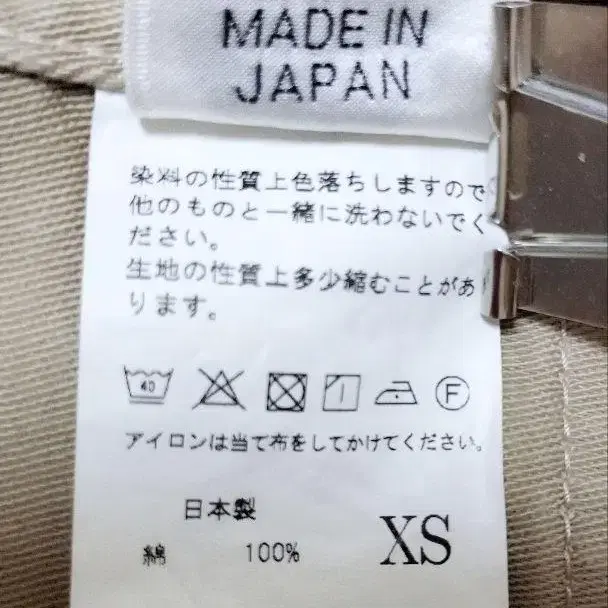 MADE IN
JAPAN
染料の性質上色落ちしますので
他のものと一緒に洗わないでく
ださい。
生地の性質上多少縮むことがあ
ります。
40 F
アイロンは当て布をしてかけてください。
日本製
綿 100% XS